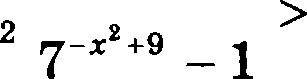 2 7^{-x^2+9} - 1 >